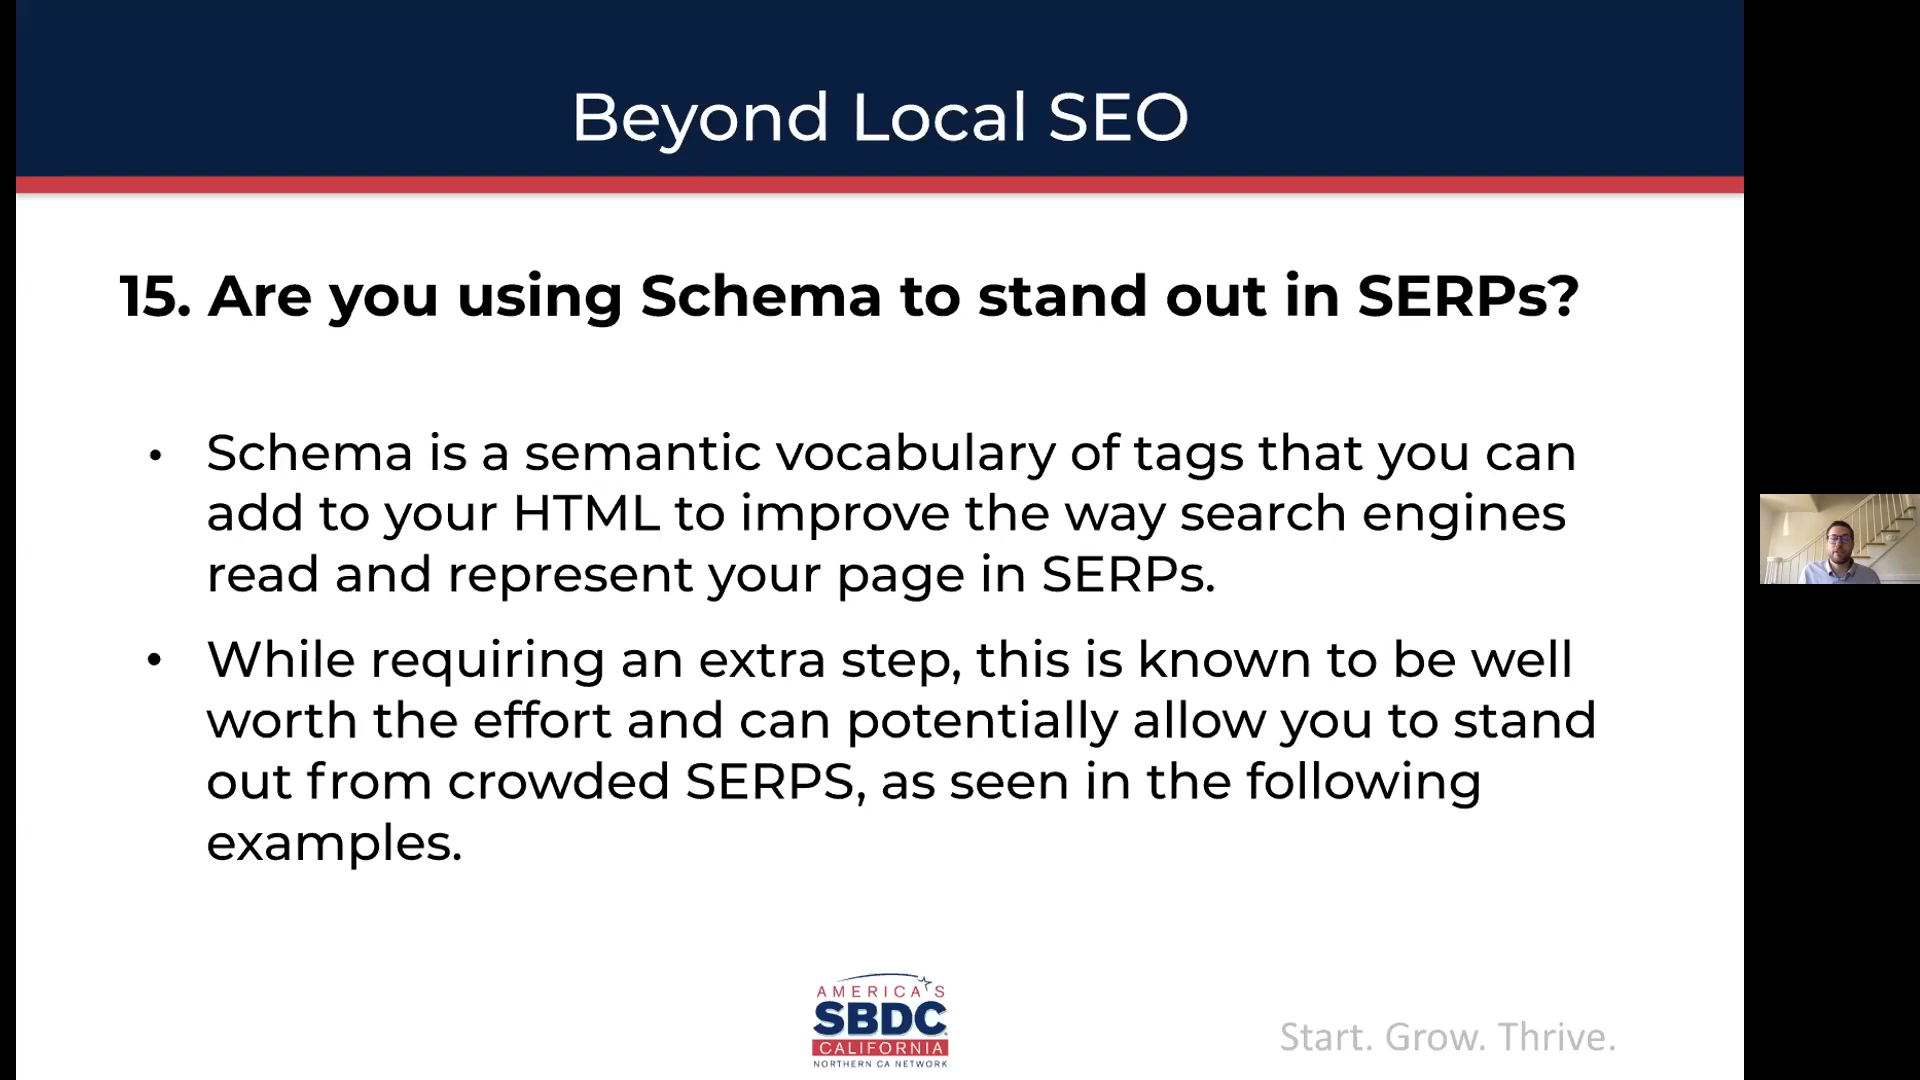 Beyond Local SEO
15. Are you using Schema to stand out in SERPs?
• Schema is a semantic vocabulary of tags that you can
add to your HTML to improve the way search engines
read and represent your page in SERPs.
• While requiring an extra step, this is known to be well
worth the effort and can potentially allow you to stand
out from crowded SERPS, as seen in the following
examples.
AMERICA'S
SBDC
CALIFORNIA
NORTHERN CA NETWORK
Start. Grow. Thrive.